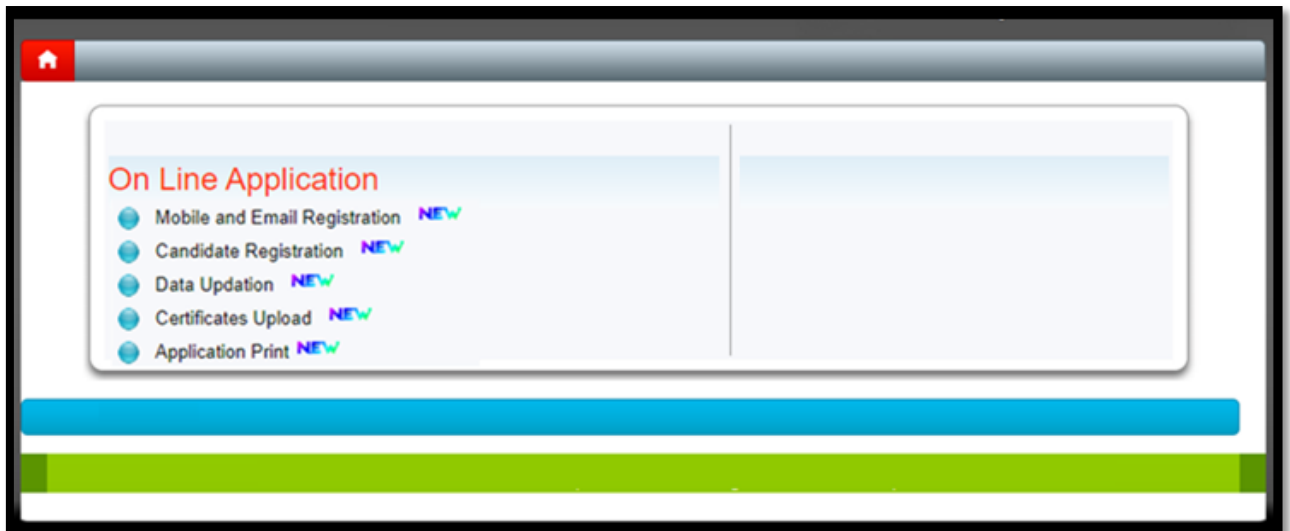 On Line Application
Mobile and Email Registration NEW
Candidate Registration NEW
Data Updation NEW
Certificates Upload NEW
Application Print NEW